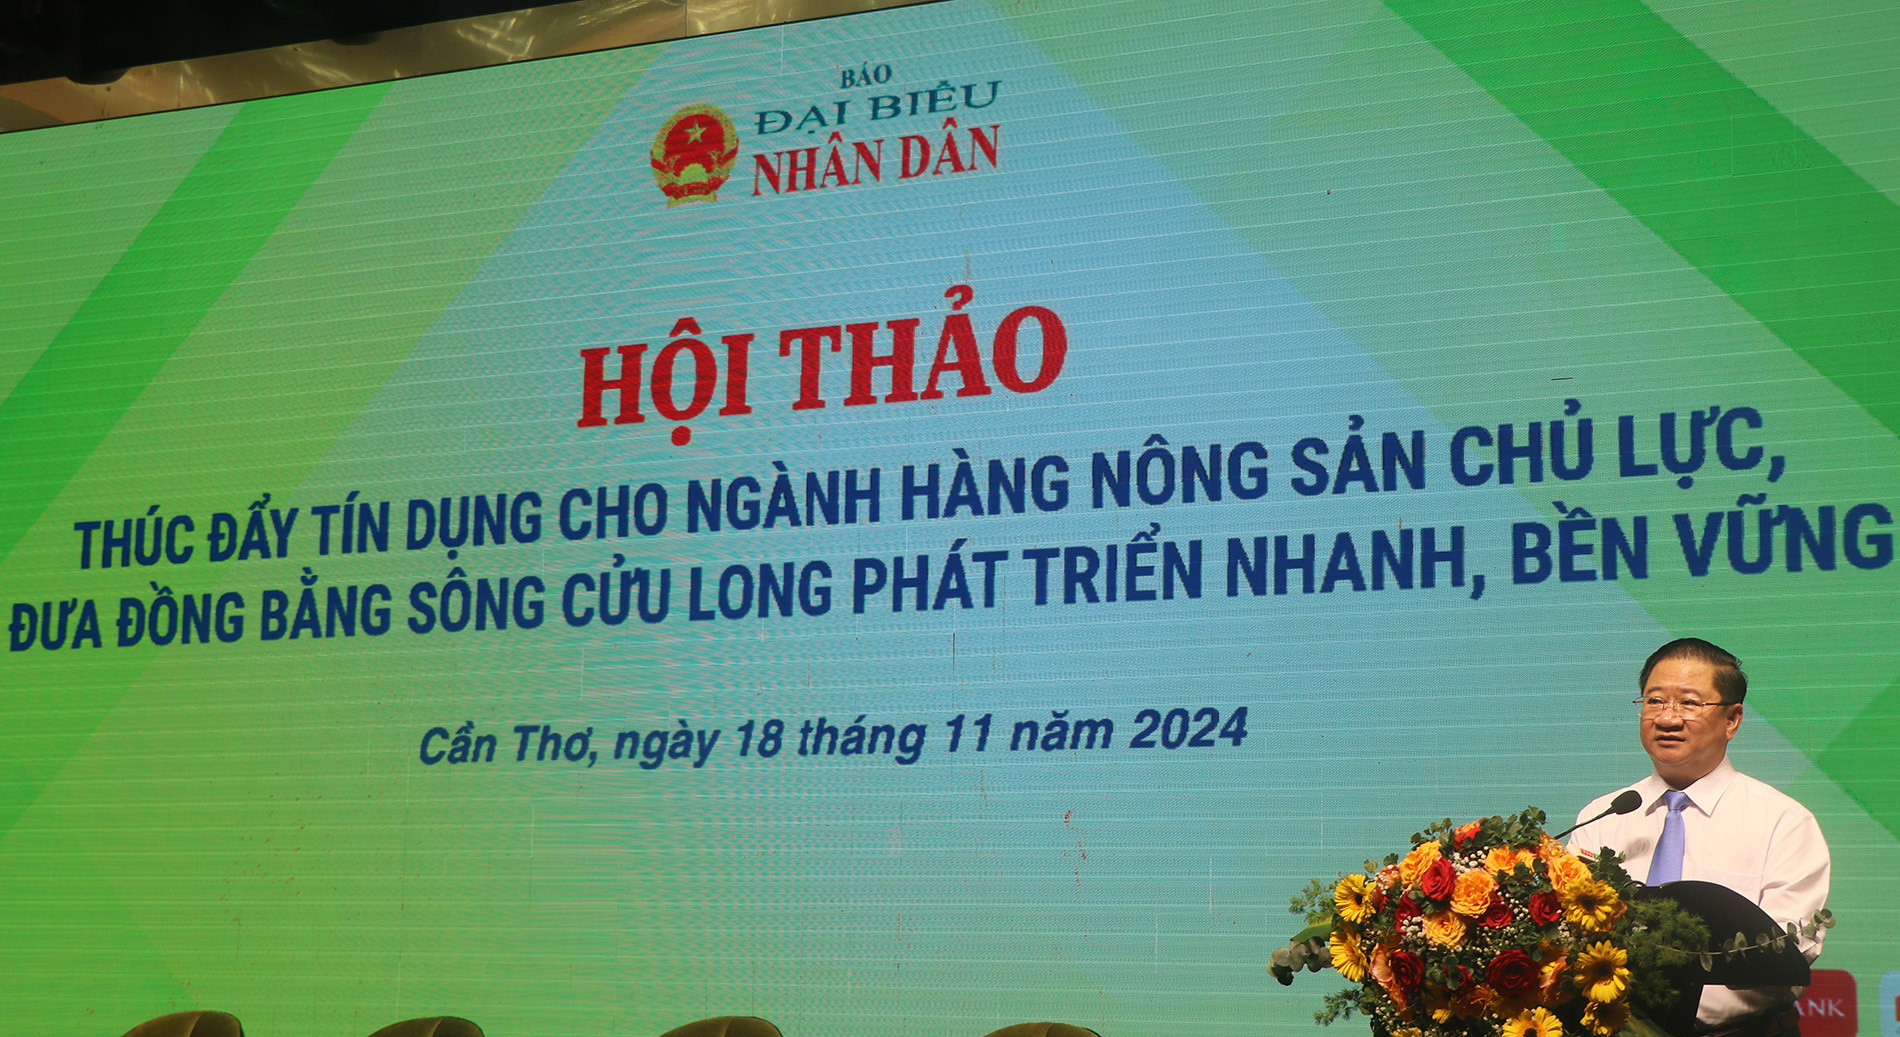 BÁO
ĐẠI BIỂU
NHÂN DÂN
HỘI THẢO
THÚC ĐẨY TÍN DỤNG CHO NGÀNH HÀNG NÔNG SẢN CHỦ LỰC,
ĐƯA ĐỒNG BẰNG SÔNG CỬU LONG PHÁT TRIỂN NHANH, BỀN VỮNG
Cần Thơ, ngày 18 tháng 11 năm 2024
ANK